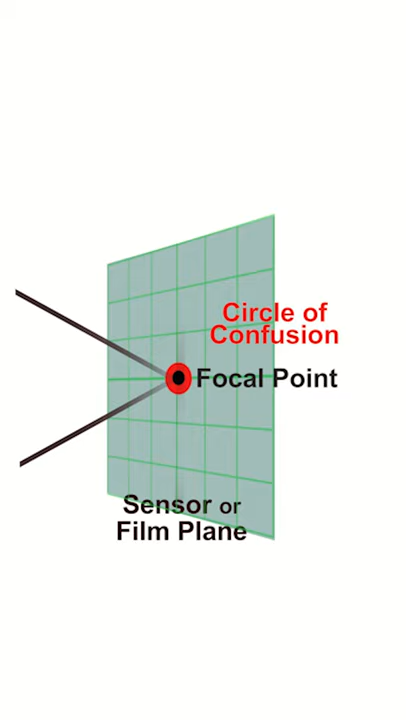 Circle of
Confusion
Focal Point
Sensor or
Film Plane